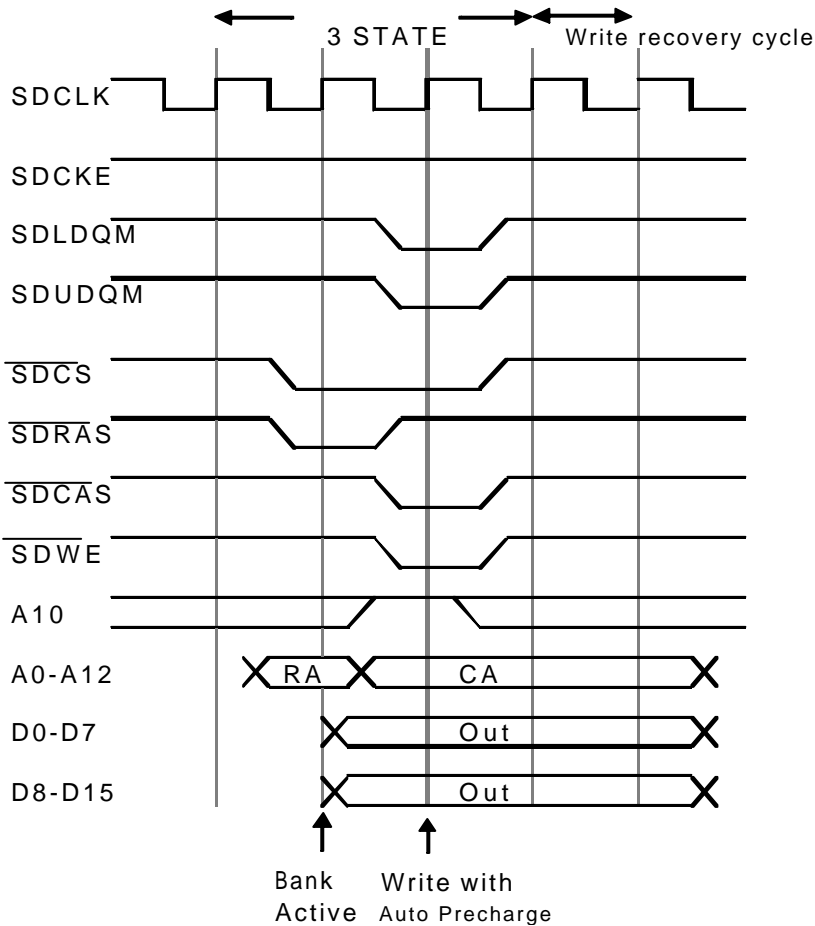 3 STATE
Write recovery cycle
SDCLK
SDCKE
SDLDQM
SDUDQM
SDCS
SDRAS
SDCAS
SDWE
A10
A0-A12 RA CA
D0-D7 Out
D8-D15 Out
Bank Active
Write with Auto Precharge